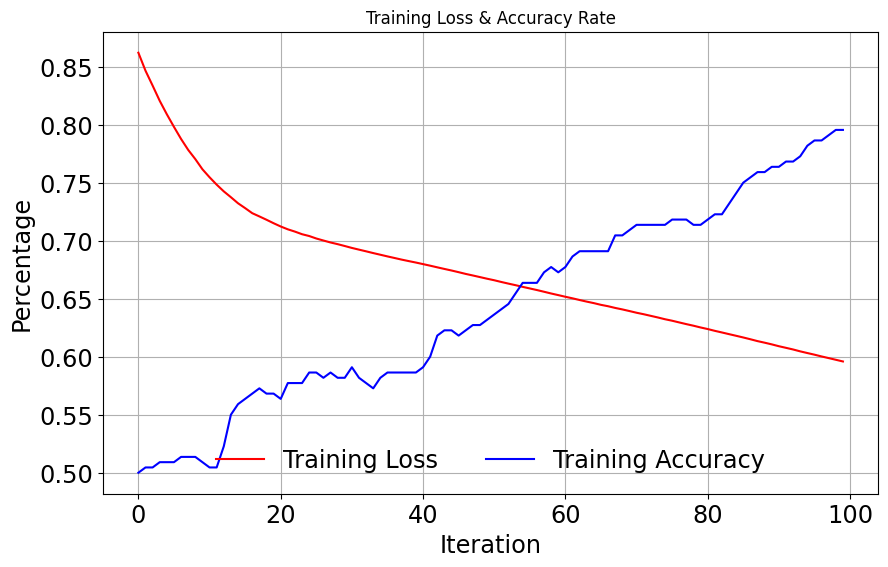 Training Loss & Accuracy Rate
0.85
0.80
0.75
0.70
0.65
0.60
0.55
0.50
Percentage
Training Loss
Training Accuracy
0
20
40
60
80
100
Iteration